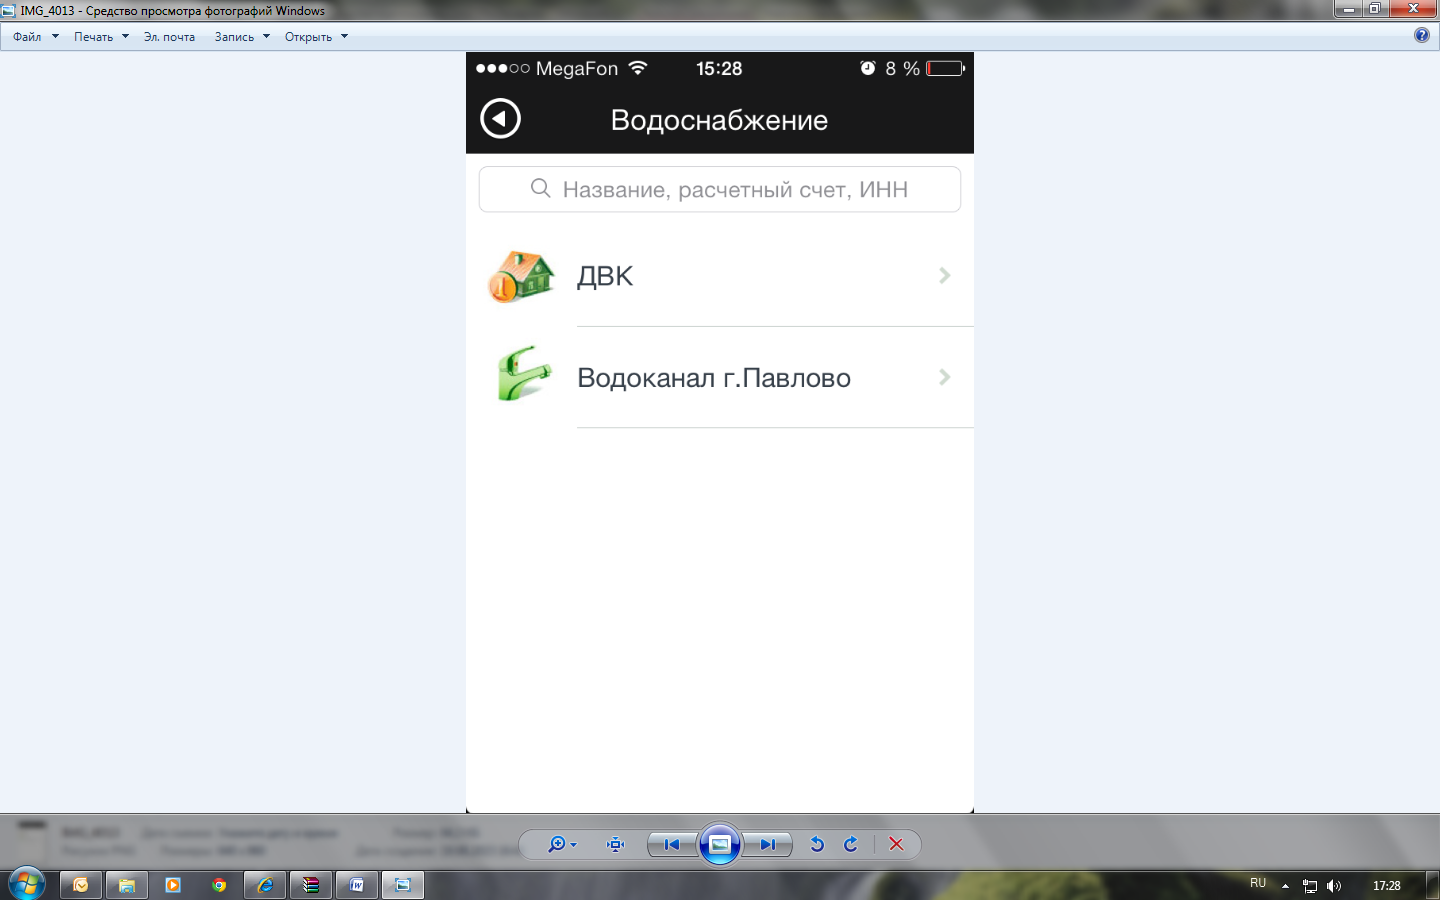 IMG_4013 - Средство просмотра фотографий Windows
Файл Печать Эл. почта Запись Открыть
MegaFon 15:28 8 %
Водоснабжение
Название, расчетный счет, ИНН
ДВК
Водоканал г.Павлово
RU 17:28